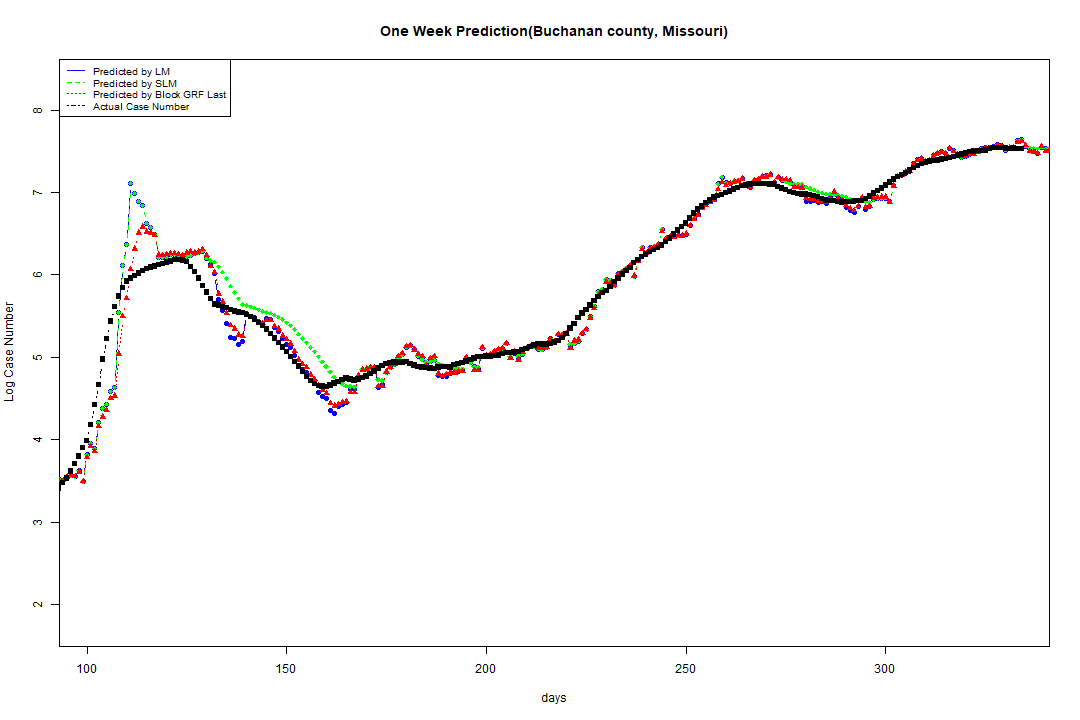 One Week Prediction(Buchanan county, Missouri)
Predicted by LM
Predicted by SLM
Predicted by Block GRF Last
Actual Case Number
8
7
6
5
4
3
2
Log Case Number
100 150 200 250 300
days